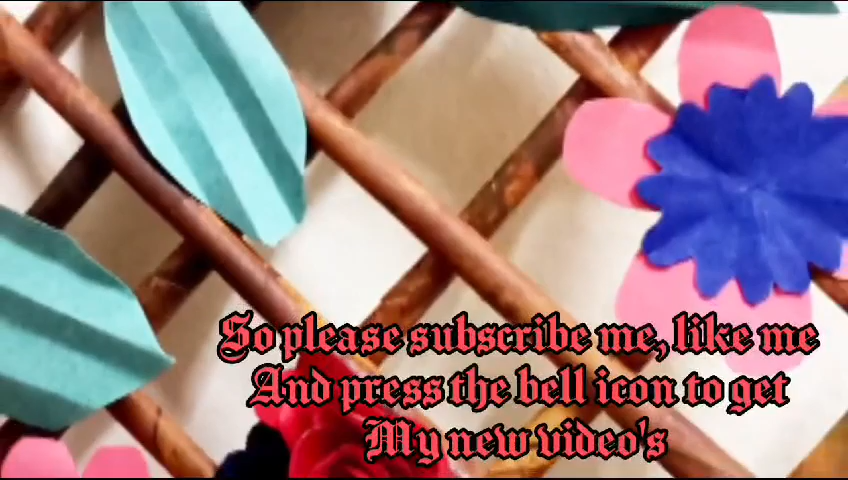 So please subscribe me, like me
And press the bell icon to get
My new video's